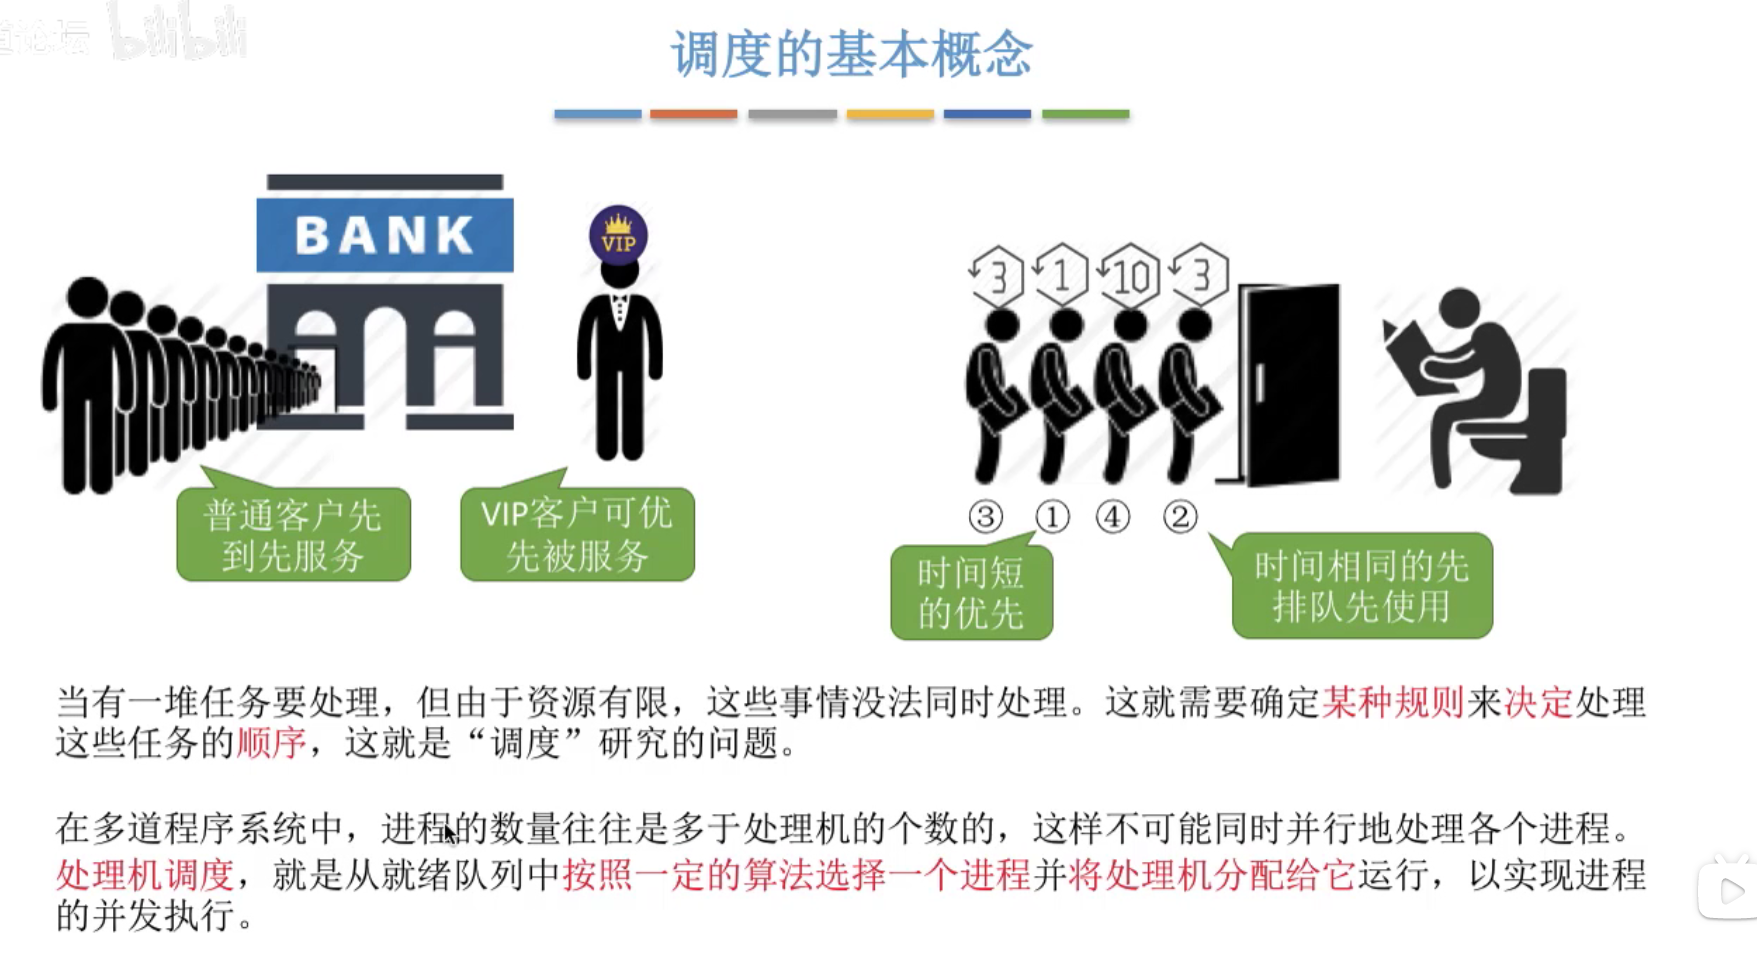 道论坛 bilibili
调度的基本概念
BANK
VIP
3 1 10 3
普通客户先
到先服务
VIP客户可优
先被服务
③ ① ④ ②
时间短
的优先
时间相同的先
排队先使用
当有一堆任务要处理，但由于资源有限，这些事情没法同时处理。这就需要确定某种规则来决定处理
这些任务的顺序，这就是“调度”研究的问题。
在多道程序系统中，进程的数量往往是多于处理机的个数的，这样不可能同时并行地处理各个进程。
处理机调度，就是从就绪队列中按照一定的算法选择一个进程并将处理机分配给它运行，以实现进程
的并发执行。